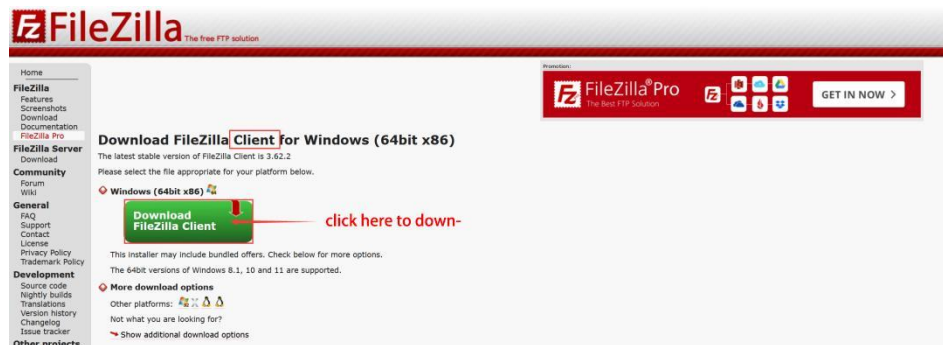 FileZilla The free FTP solution
Home
FileZilla
Features
Screenshots
Download
Documentation
FileZilla Pro
FileZilla Server
Download
Community
Forum
Wiki
General
FAQ
Support
Contact
License
Privacy Policy
Trademark Policy
Development
Source code
Nightly builds
Translations
Version history
Changelog
Issue tracker
Other projects
Promotion:
FileZilla®Pro
The Best FTP Solution
GET IN NOW >
Download FileZilla Client for Windows (64bit x86)
The latest stable version of FileZilla Client is 3.62.2
Please select the file appropriate for your platform below.
Windows (64bit x86)
Download
FileZilla Client
click here to down-
This installer may include bundled offers. Check below for more options.
The 64bit versions of Windows 8.1, 10 and 11 are supported.
More download options
Other platforms:
Not what you are looking for?
Show additional download options